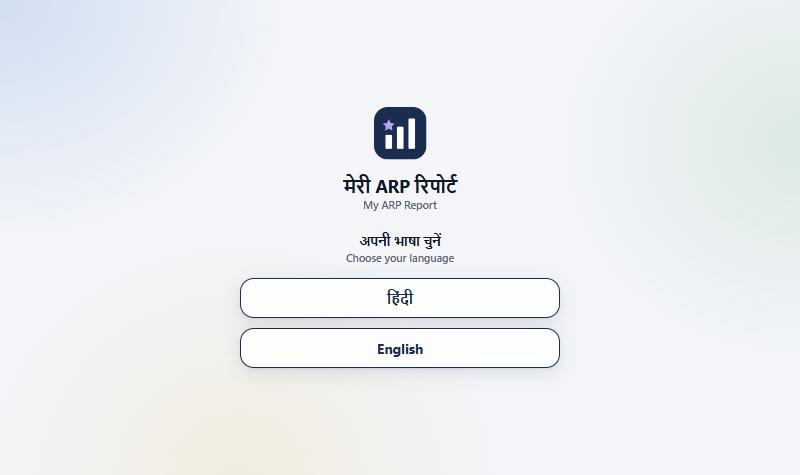 मेरी ARP रिपोर्ट
My ARP Report
अपनी भाषा चुनें
Choose your language
हिंदी
English